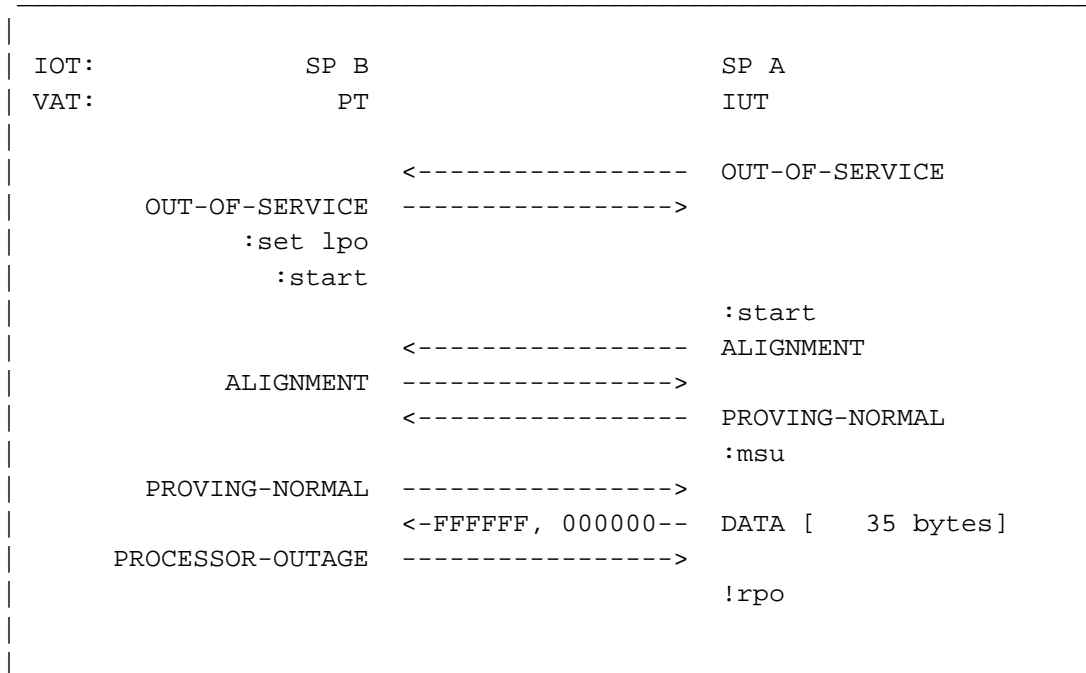 IOT: SP B SP A
VAT: PT IUT
<----------------- OUT-OF-SERVICE
OUT-OF-SERVICE ----------------->
:set lpo
:start
:start
<----------------- ALIGNMENT
ALIGNMENT ----------------->
<----------------- PROVING-NORMAL
:msu
PROVING-NORMAL ----------------->
<-FFFFFF, 000000-- DATA [ 35 bytes]
PROCESSOR-OUTAGE ----------------->
!rpo